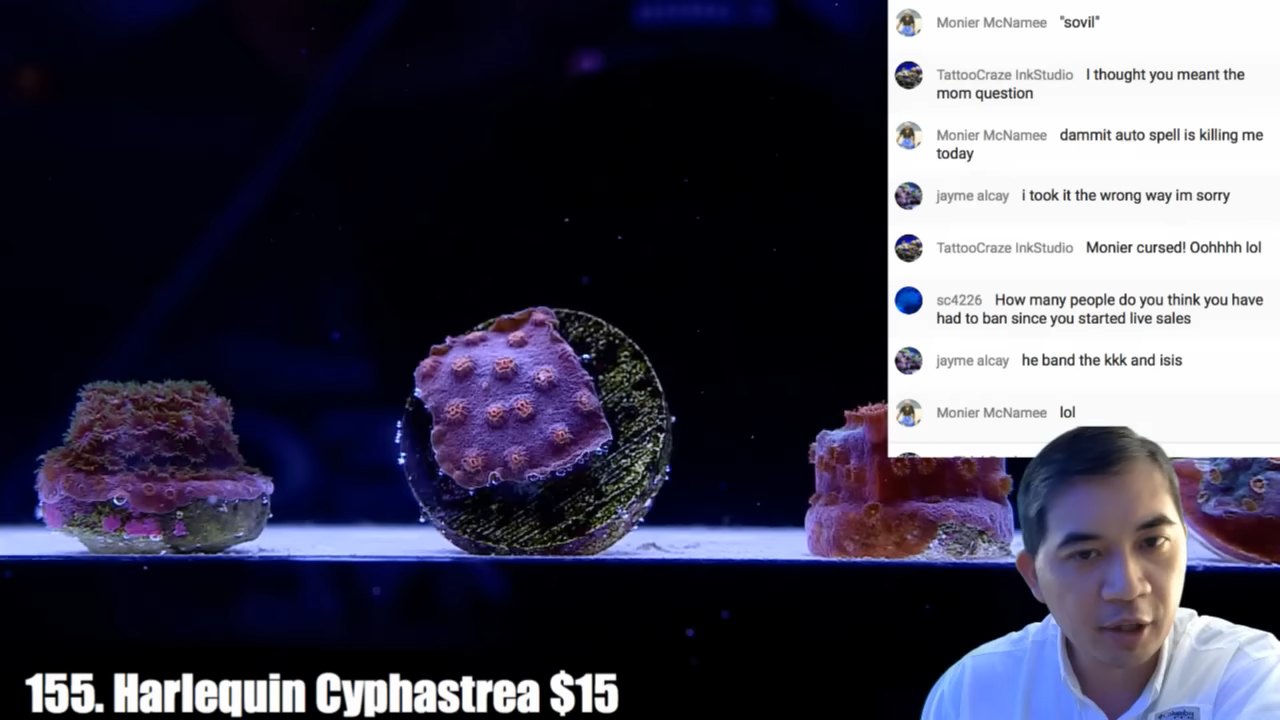 Monier McNamee "sovil"
TattooCraze InkStudio I thought you meant the
mom question
Monier McNamee dammit auto spell is killing me
today
jayme alcay i took it the wrong way im sorry
TattooCraze InkStudio Monier cursed! Oohhhh lol
sc4226 How many people do you think you have
had to ban since you started live sales
jayme alcay he band the kkk and isis
Monier McNamee lol
155. Harlequin Cyphastrea $15